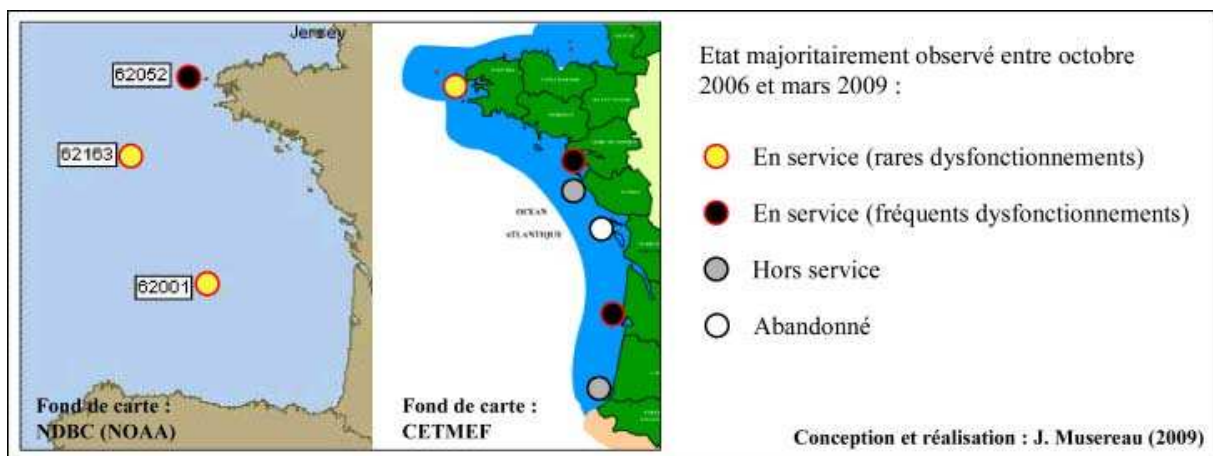 Jersey
62052
62163
62001
Fond de carte :
NDBC (NOAA)
OCEAN
ATLANTIQUE
Fond de carte :
CETMEF
Etat majoritairement observé entre octobre
2006 et mars 2009 :
En service (rares dysfonctionnements)
En service (fréquents dysfonctionnements)
Hors service
Abandonné
Conception et réalisation : J. Musereau (2009)